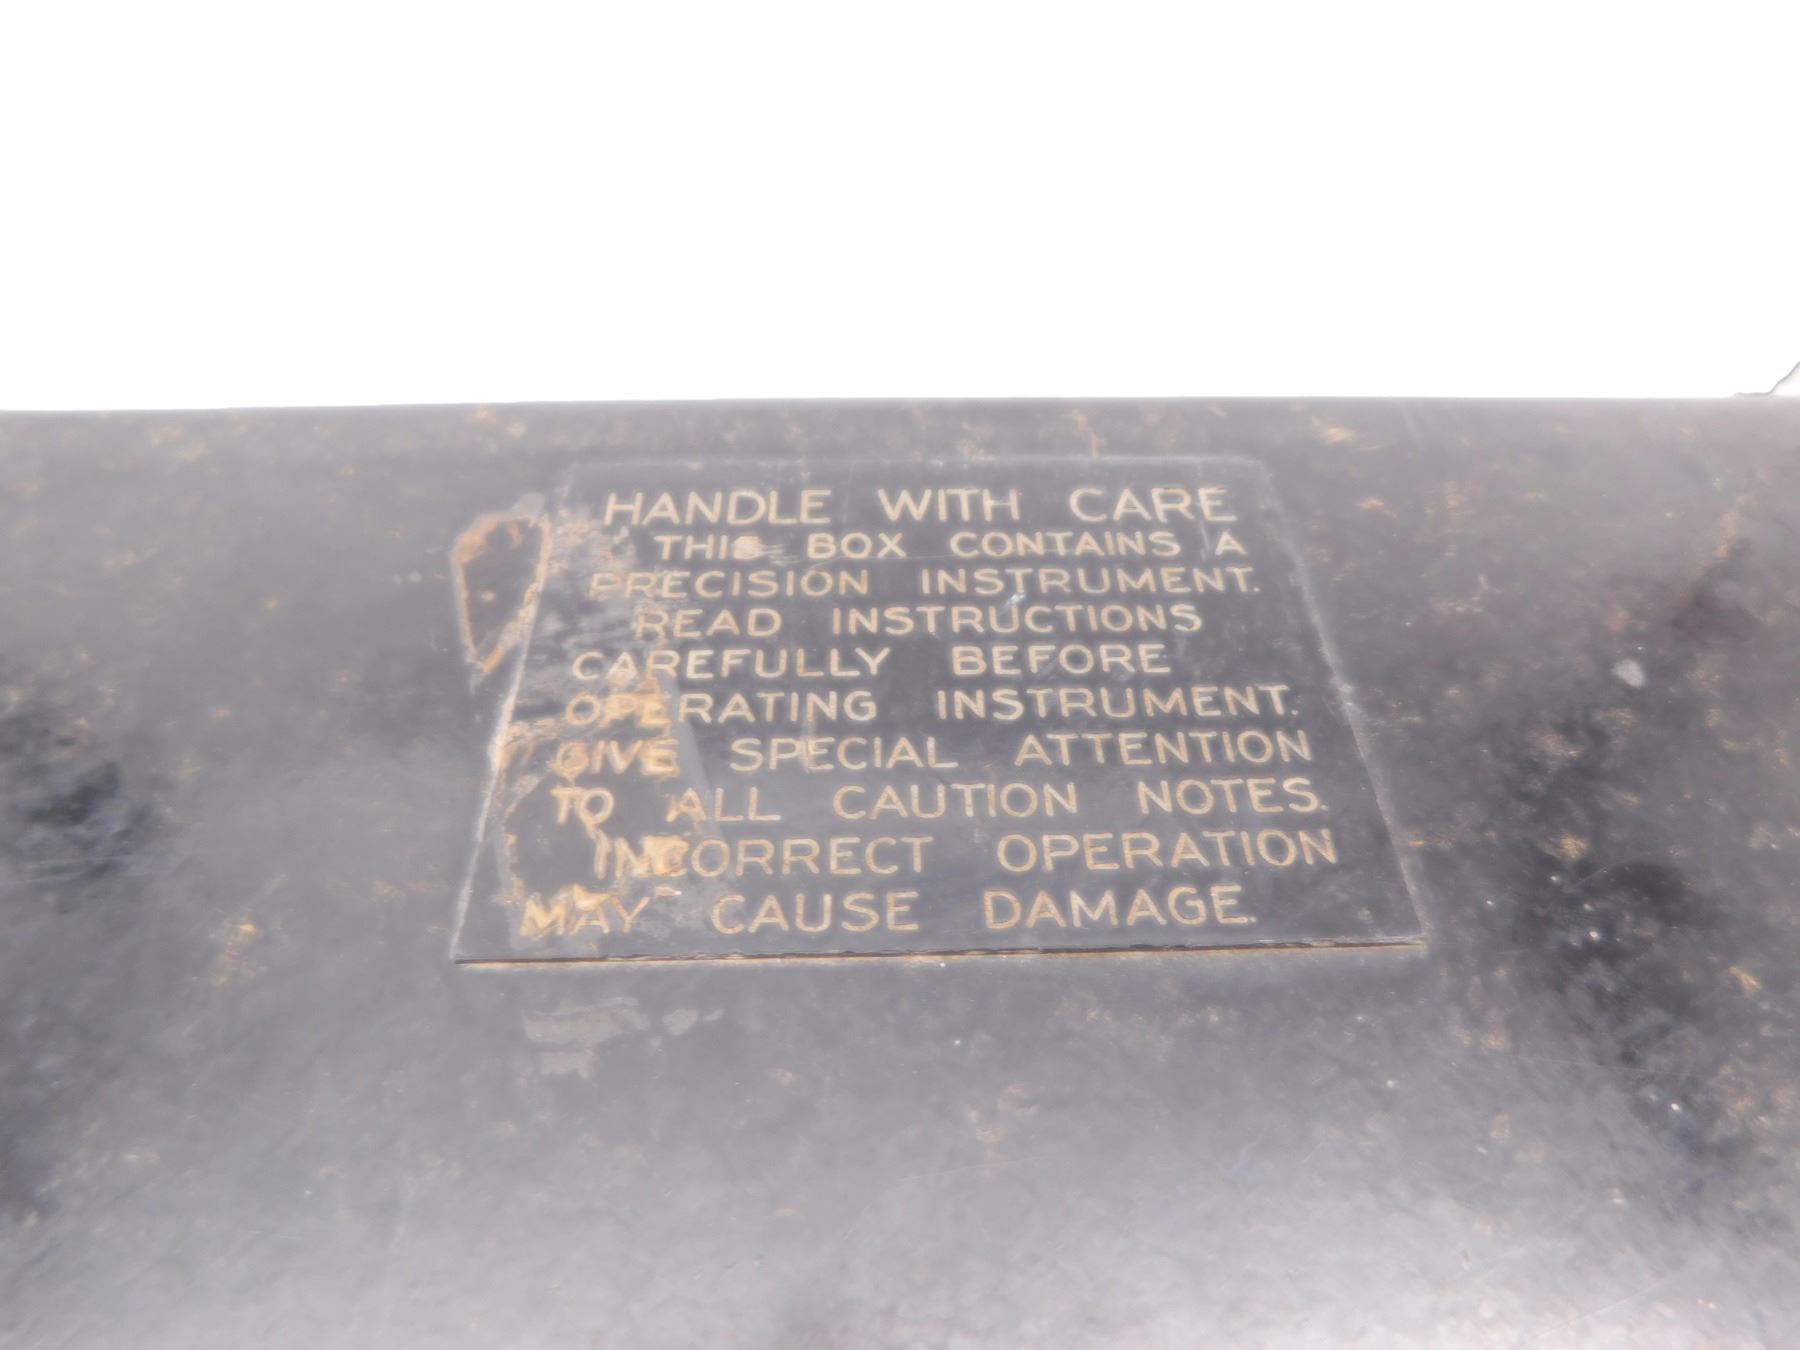 HANDLE WITH CARE
THIS BOX CONTAINS A
PRECISION INSTRUMENT.
READ INSTRUCTIONS
CAREFULLY BEFORE
OPERATING INSTRUMENT.
GIVE SPECIAL ATTENTION
TO ALL CAUTION NOTES.
INCORRECT OPERATION
MAY CAUSE DAMAGE.